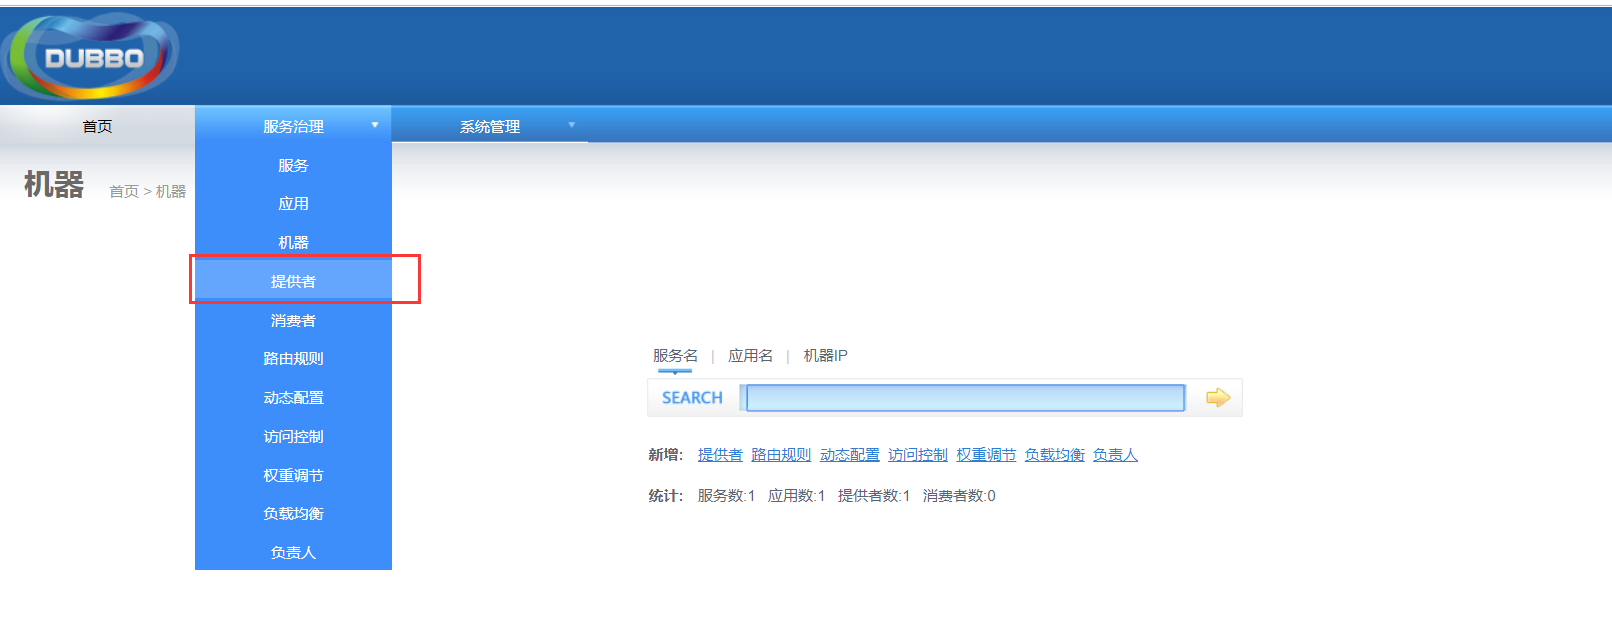 DUBBO
首页 服务治理 系统管理
机器 首页 > 机器
服务
应用
机器
提供者
消费者
路由规则
动态配置
访问控制
权重调节
负载均衡
负责人
服务名 | 应用名 | 机器IP
SEARCH
新增: 提供者 路由规则 动态配置 访问控制 权重调节 负载均衡 负责人
统计: 服务数:1 应用数:1 提供者数:1 消费者数:0